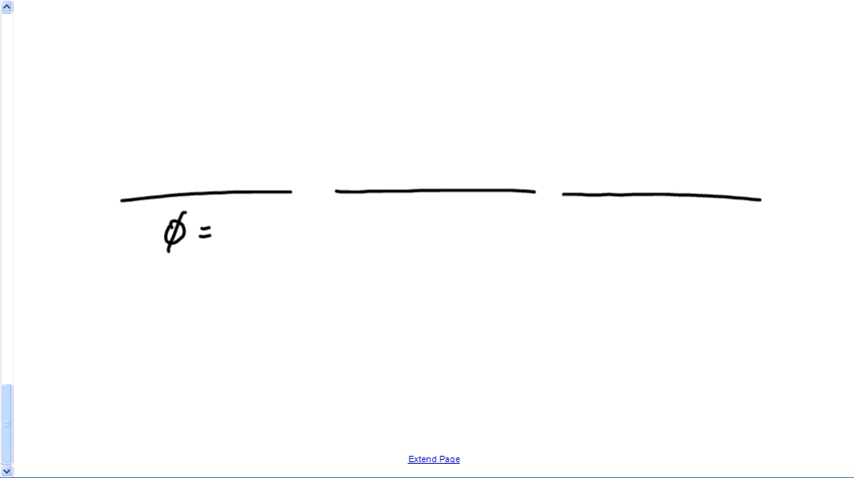 ø =
Extend Page